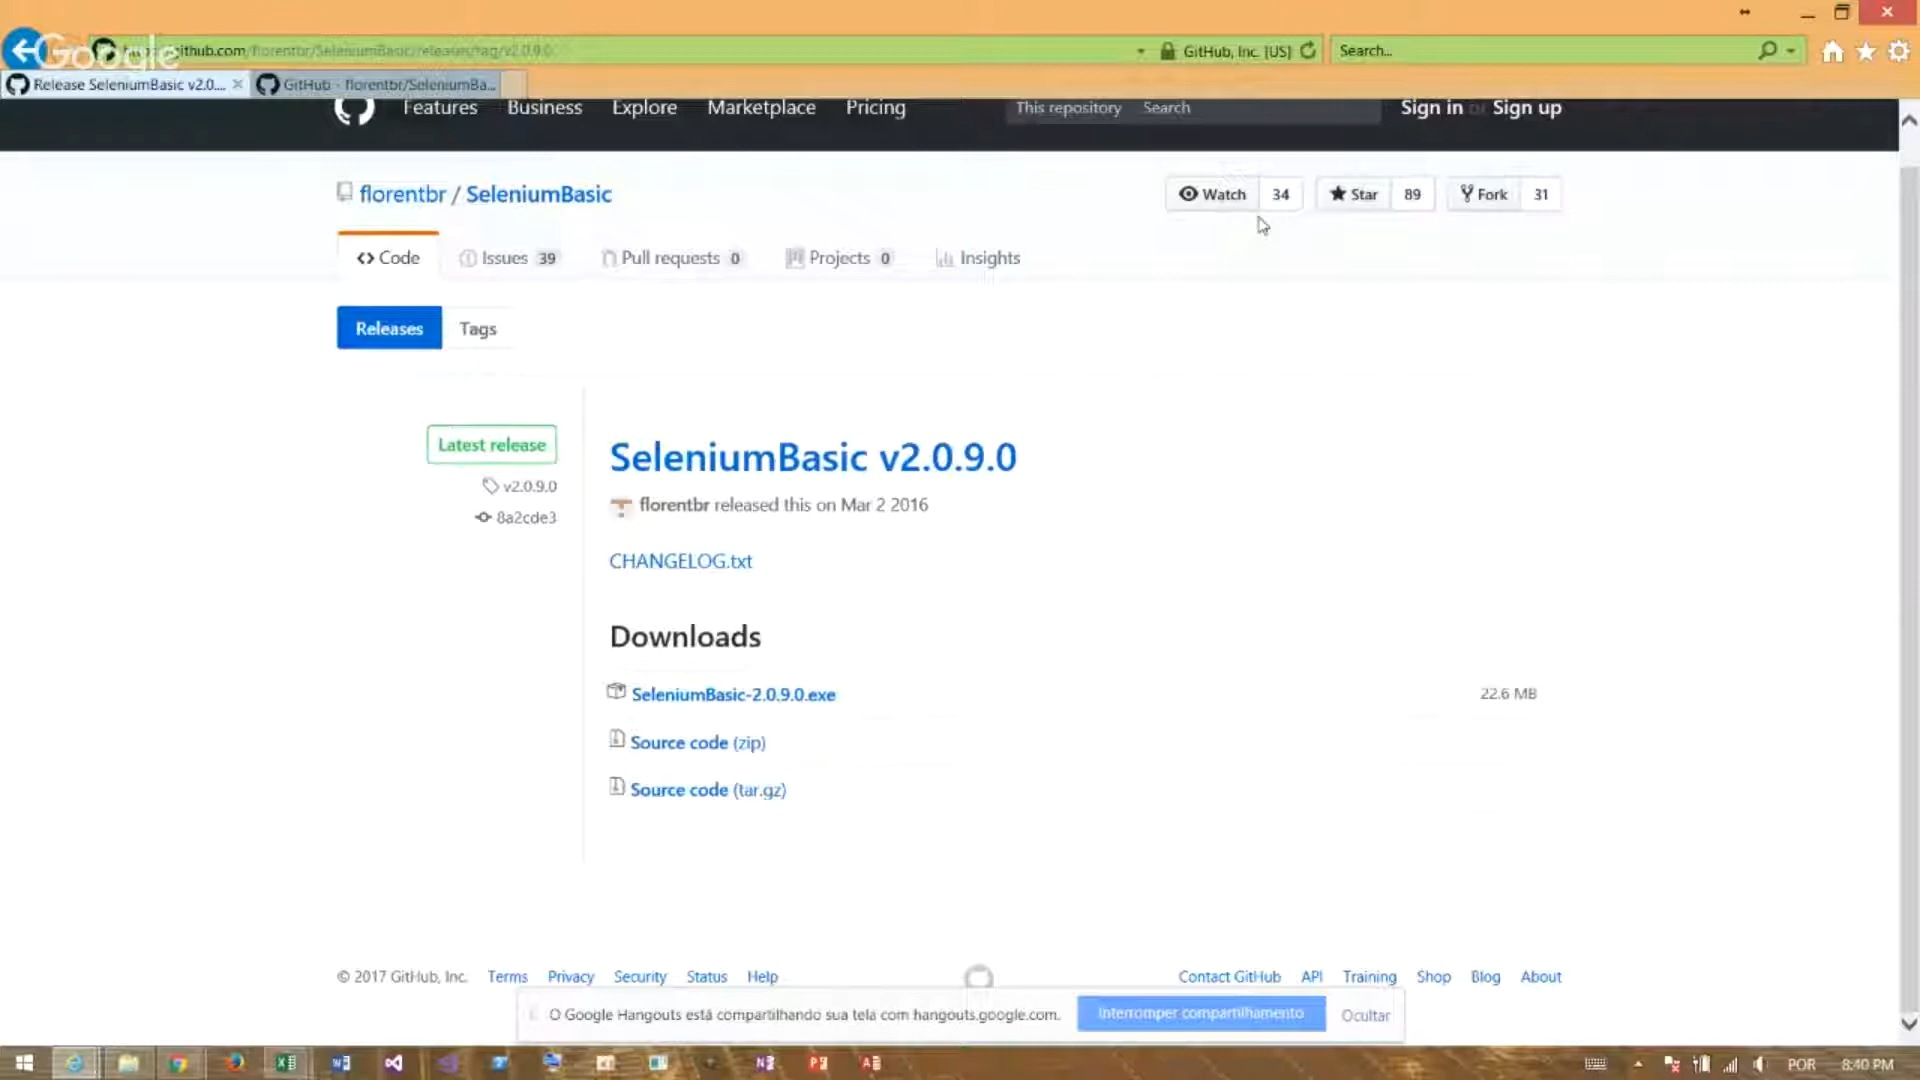 Google
github.com/florentbr/SeleniumBasic/releases/tag/v2.0.9.0
GitHub, Inc. [US]
Search...
Release SeleniumBasic v2.0....
GitHub - florentbr/SeleniumBa...
Features Business Explore Marketplace Pricing
This repository Search
Sign in or Sign up
florentbr / SeleniumBasic
Watch 34 Star 89 Fork 31
Code Issues 39 Pull requests 0 Projects 0 Insights
Releases Tags
Latest release
v2.0.9.0
8a2cde3
SeleniumBasic v2.0.9.0
florentbr released this on Mar 2 2016
CHANGELOG.txt
Downloads
SeleniumBasic-2.0.9.0.exe 22.6 MB
Source code (zip)
Source code (tar.gz)
© 2017 GitHub, Inc. Terms Privacy Security Status Help
Contact GitHub API Training Shop Blog About
O Google Hangouts está compartilhando sua tela com hangouts.google.com.
Interromper compartilhamento
Ocultar
POR 8:40 PM